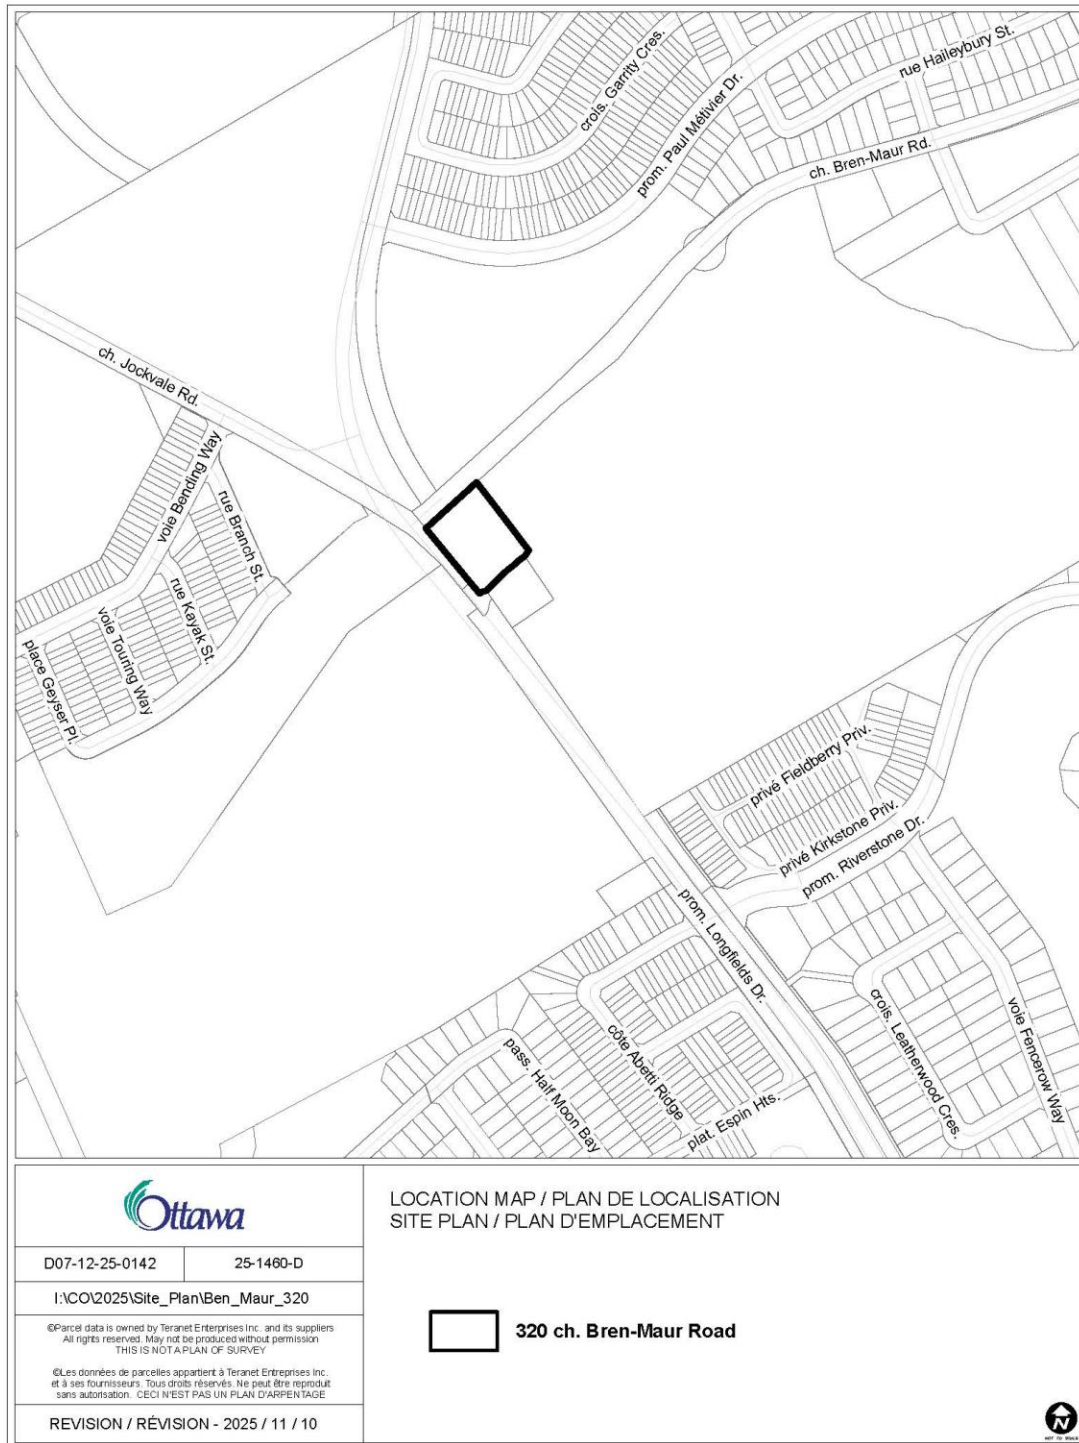 crois. Garrity Cres.
prom. Paul Métivier Dr.
rue Haileybury St.
ch. Bren-Maur Rd.
ch. Jockvale Rd.
voie Bending Way
rue Branch St.
rue Kayak St.
voie Touring Way
place Geyser Pl.
privé Fieldberry Priv.
privé Kirkstone Priv.
prom. Riverstone Dr.
prom. Longfields Dr.
crois. Leatherwood Cres.
voie Fencerow Way
côte Abetti Ridge
pass. Half Moon Bay
plat. Espin Hts.
Ottawa
D07-12-25-0142
25-1460-D
I:\CO\2025\Site_Plan\Ben_Maur_320
©Parcel data is owned by Teranet Enterprises Inc. and its suppliers
All rights reserved. May not be produced without permission
THIS IS NOT A PLAN OF SURVEY
©Les données de parcelles appartient à Teranet Entreprises Inc.
et à ses fournisseurs. Tous droits réservés. Ne peut être reproduit
sans autorisation. CECI N'EST PAS UN PLAN D'ARPENTAGE
REVISION / RÉVISION - 2025 / 11 / 10
LOCATION MAP / PLAN DE LOCALISATION
SITE PLAN / PLAN D'EMPLACEMENT
320 ch. Bren-Maur Road
N
NOT TO SCALE